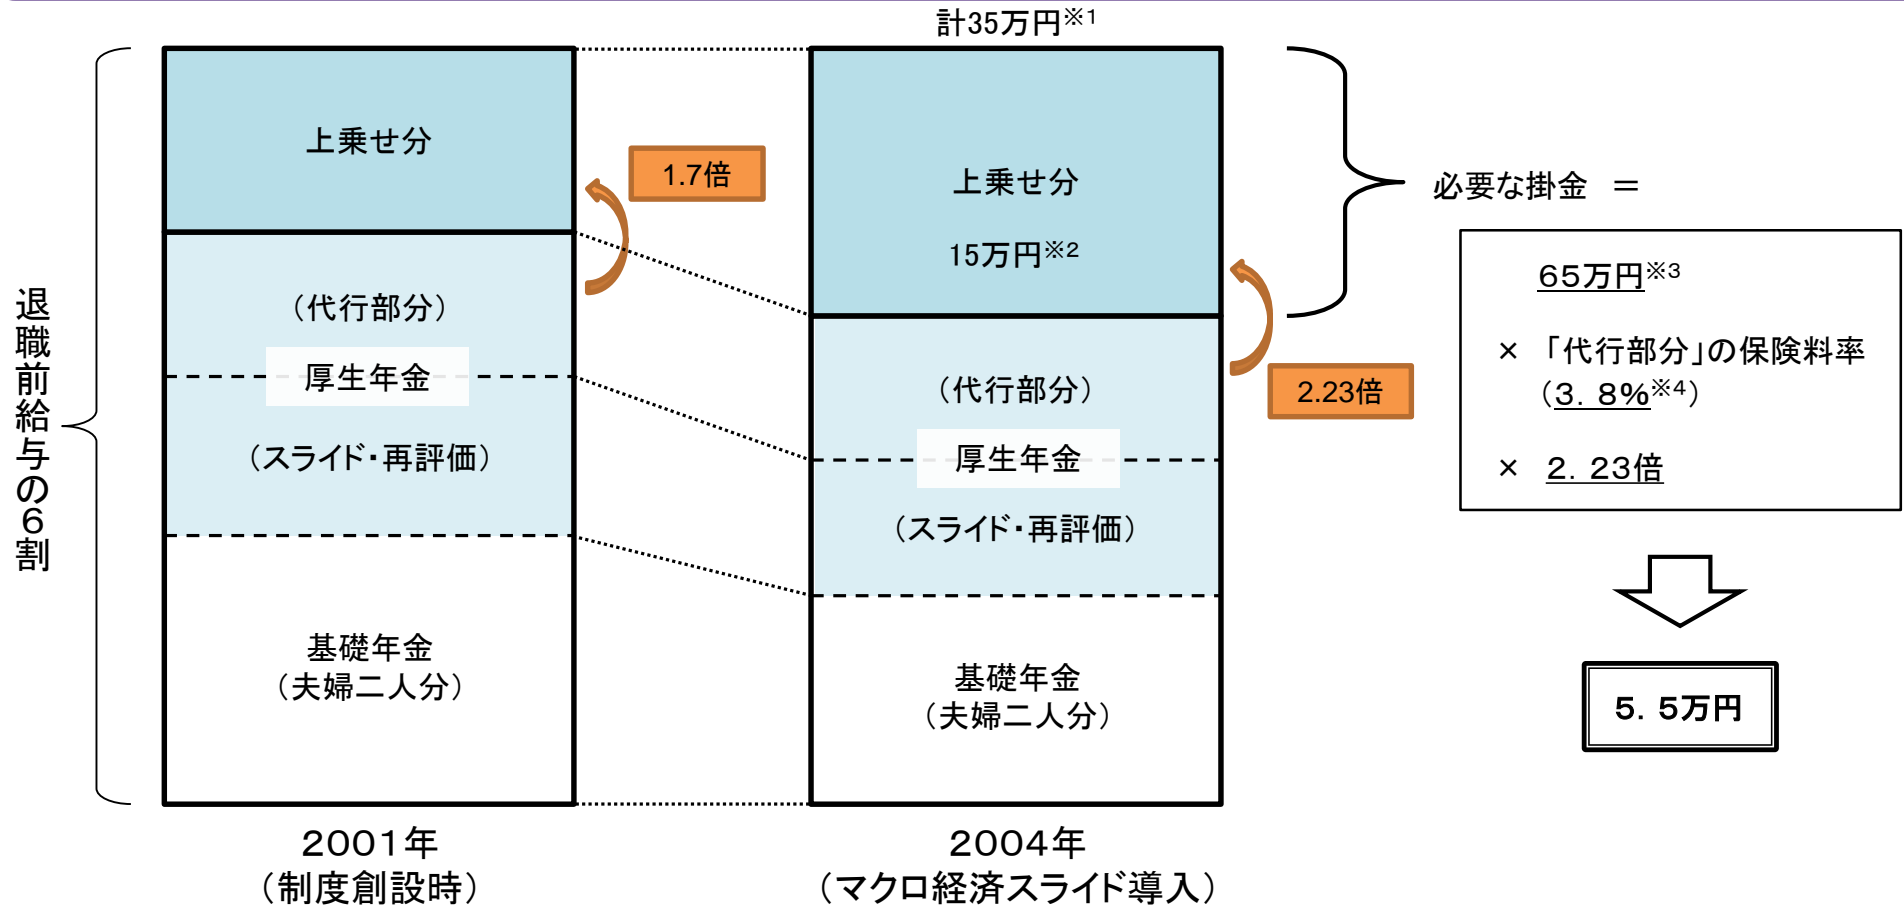 計35万円※1
退職前給与の6割
上乗せ分
1.7倍
(代行部分)
厚生年金
(スライド・再評価)
基礎年金
(夫婦二人分)
2001年
(制度創設時)
上乗せ分
15万円※2
2.23倍
(代行部分)
厚生年金
(スライド・再評価)
基礎年金
(夫婦二人分)
2004年
(マクロ経済スライド導入)
必要な掛金 =
65万円※3
× 「代行部分」の保険料率
(3.8%※4)
× 2.23倍
5.5万円